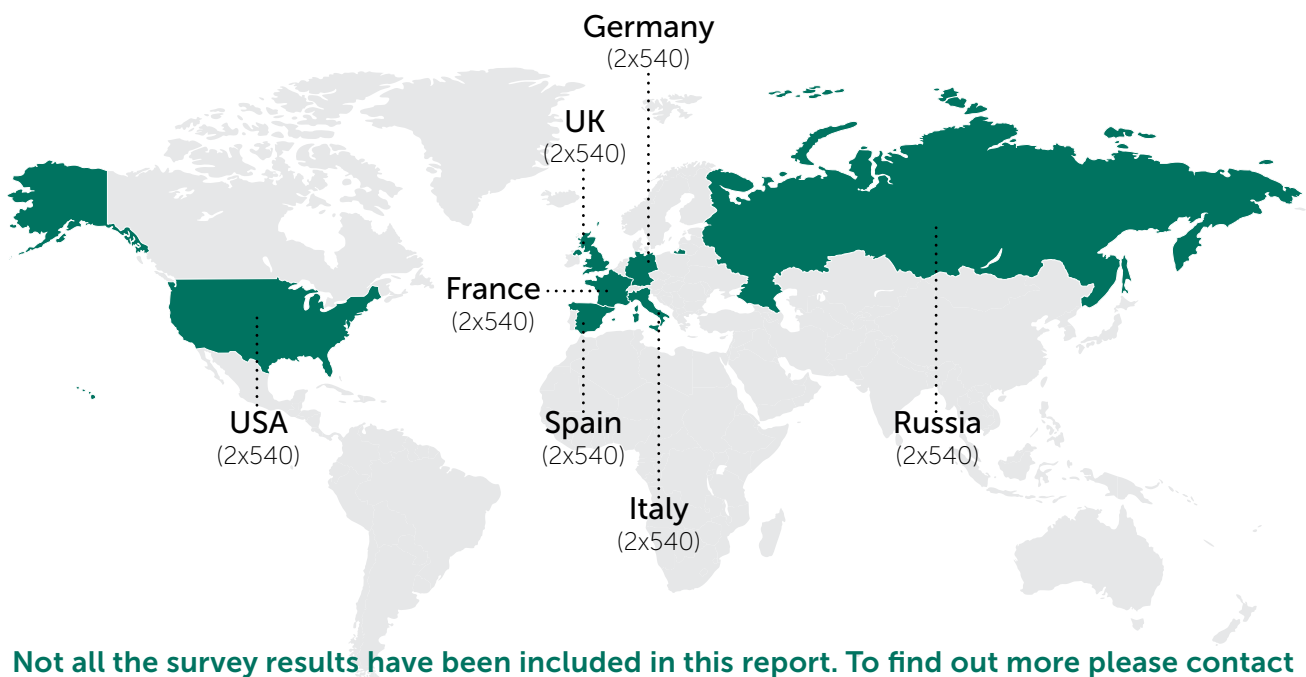 Germany
(2x540)
UK
(2x540)
France
(2x540)
USA
(2x540)
Spain
(2x540)
Russia
(2x540)
Italy
(2x540)
Not all the survey results have been included in this report. To find out more please contact